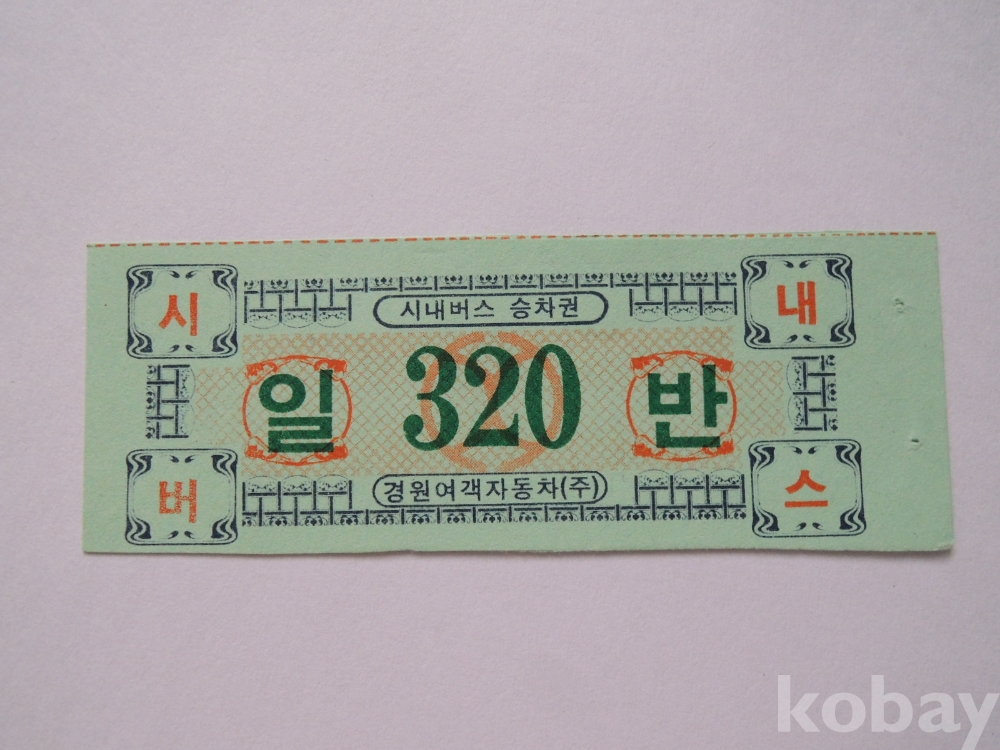 시 내
시내버스 승차권
일 320 반
경원여객자동차(주)
버 스
kobay